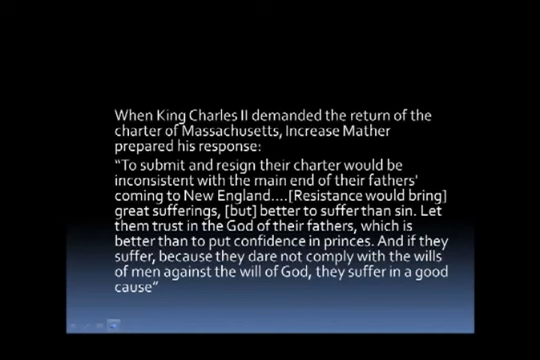 When King Charles II demanded the return of the
charter of Massachusetts, Increase Mather
prepared his response:
“To submit and resign their charter would be
inconsistent with the main end of their fathers'
coming to New England....[Resistance would bring]
great sufferings, [but] better to suffer than sin. Let
them trust in the God of their fathers, which is
better than to put confidence in princes. And if they
suffer, because they dare not comply with the wills
of men against the will of God, they suffer in a good
cause“